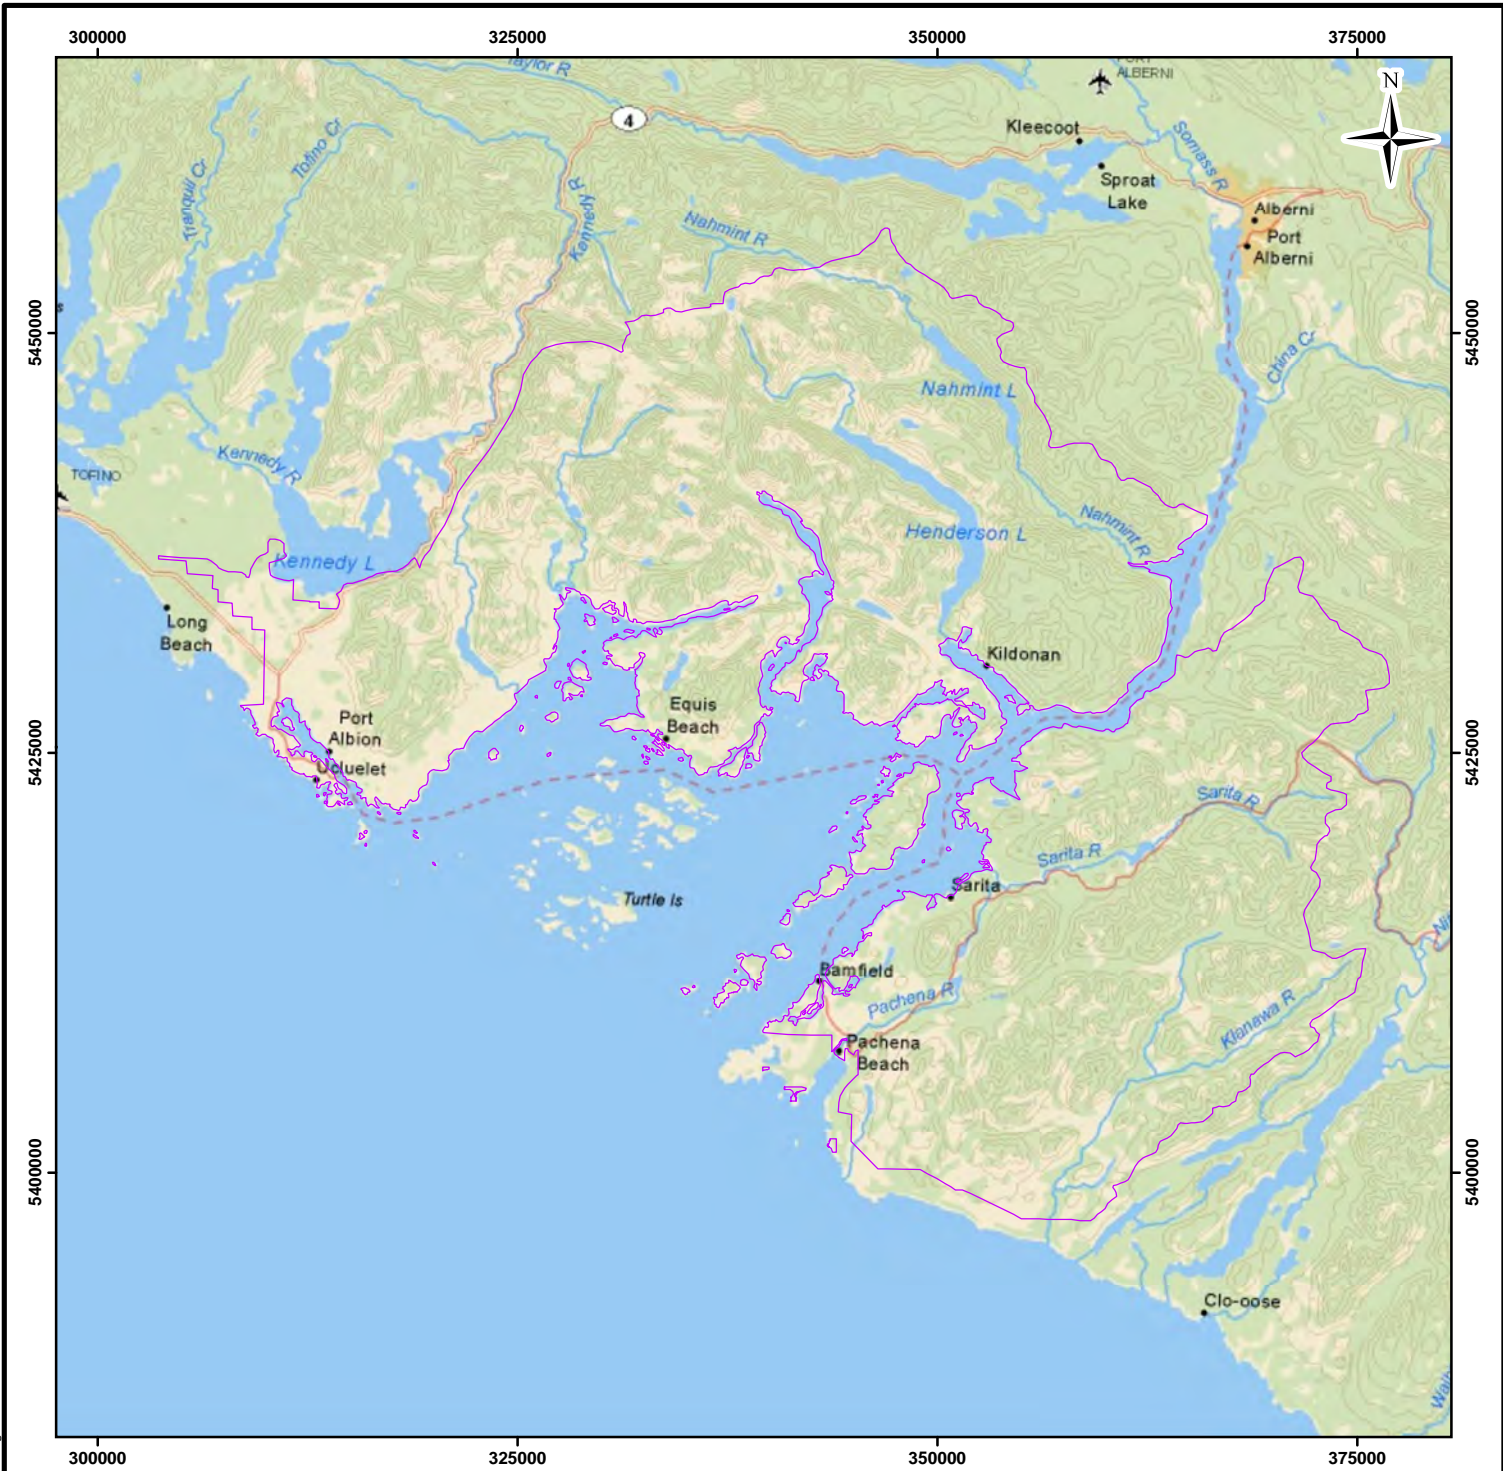 300000
325000
350000
375000
Taylor R
PORT
ALBERNI
N
4
Kleecoot
Somass R
Tofino Cr
Tranquil Cr
Sproat
Lake
Kennedy R
Alberni
Nahmint R
Port
Alberni
5450000
5450000
China Cr
Nahmint L
Kennedy R
TOFINO
Nahmint R
Henderson L
Kennedy L
Long
Beach
Kildonan
Equis
Beach
Port
Albion
5425000
5425000
Ucluelet
Sarita R
Sarita R
Sarita
Turtle Is
Bamfield
Pachena R
Klanawa R
Pachena
Beach
5400000
5400000
Clo-oose
300000
325000
350000
375000